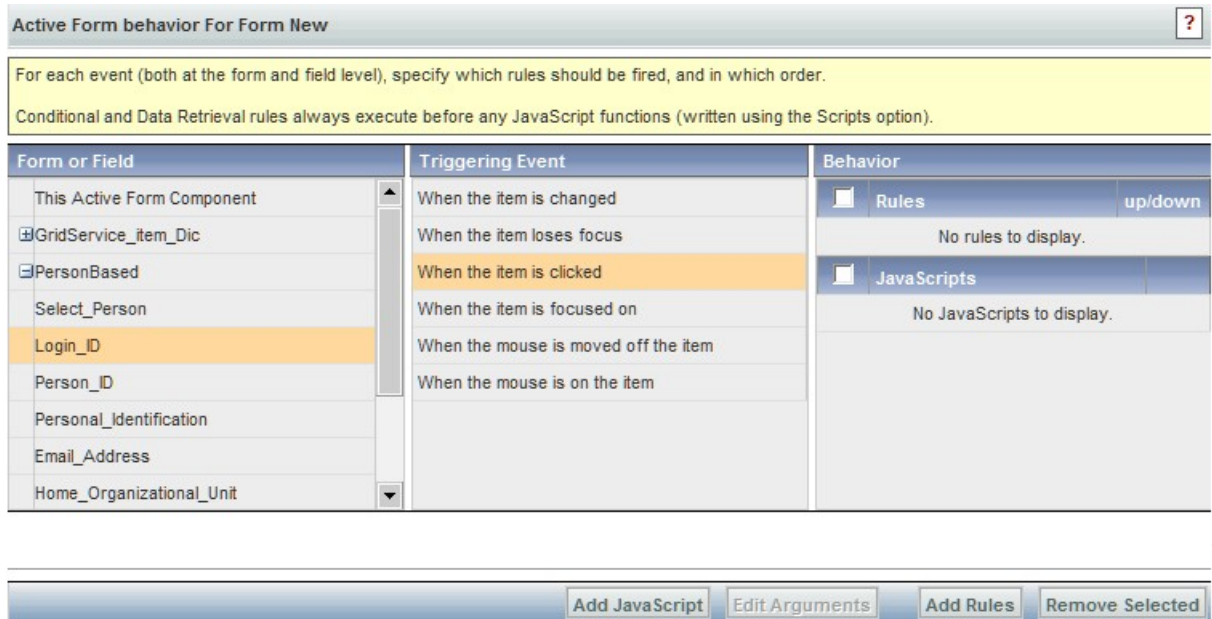 Active Form behavior For Form New
?
For each event (both at the form and field level), specify which rules should be fired, and in which order.
Conditional and Data Retrieval rules always execute before any JavaScript functions (written using the Scripts option).
Form or Field
This Active Form Component
GridService_item_Dic
PersonBased
Select_Person
Login_ID
Person_ID
Personal_Identification
Email_Address
Home_Organizational_Unit
Triggering Event
When the item is changed
When the item loses focus
When the item is clicked
When the item is focused on
When the mouse is moved off the item
When the mouse is on the item
Behavior
Rules up/down
No rules to display.
JavaScripts
No JavaScripts to display.
Add JavaScript Edit Arguments Add Rules Remove Selected